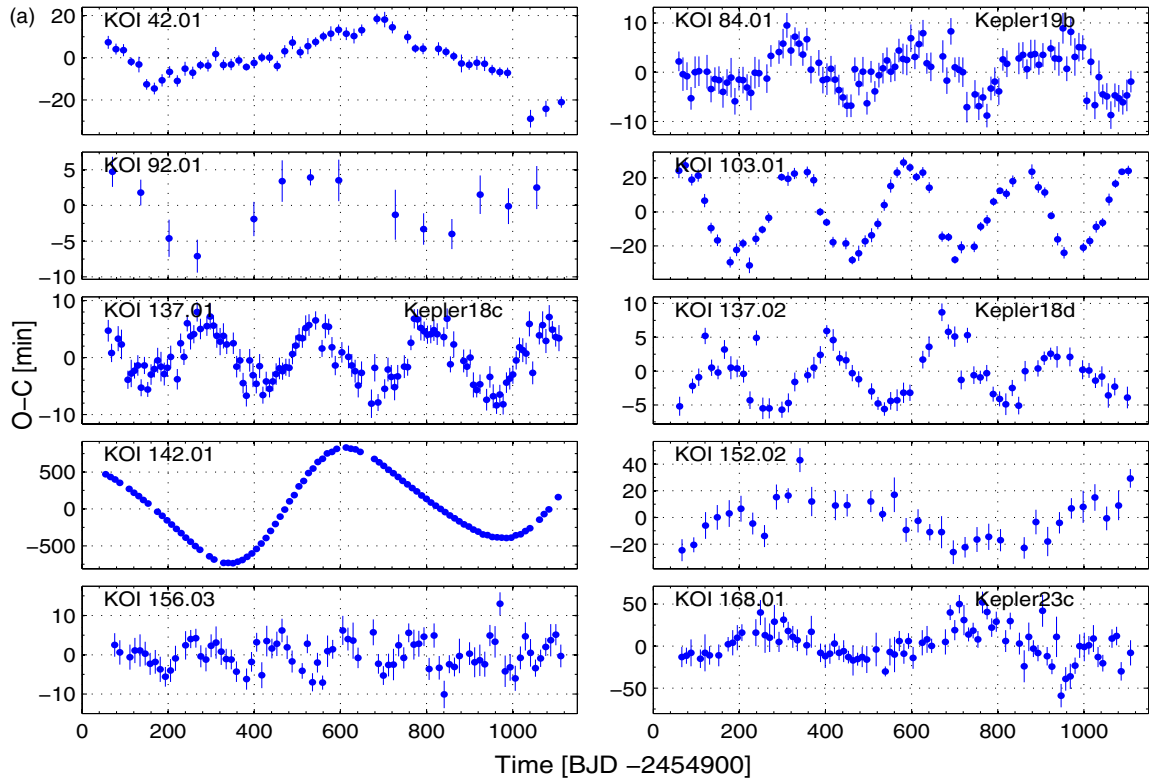 (a)
KOI 42.01
20
0
−20
KOI 84.01 Kepler19b
10
0
−10
KOI 92.01
5
0
−5
−10
KOI 103.01
20
0
−20
KOI 137.01 Kepler18c
10
0
−10
KOI 137.02 Kepler18d
10
5
0
−5
KOI 142.01
500
0
−500
KOI 152.02
40
20
0
−20
KOI 156.03
10
0
−10
0 200 400 600 800 1000
KOI 168.01 Kepler23c
50
0
−50
0 200 400 600 800 1000
O−C [min]
Time [BJD −2454900]